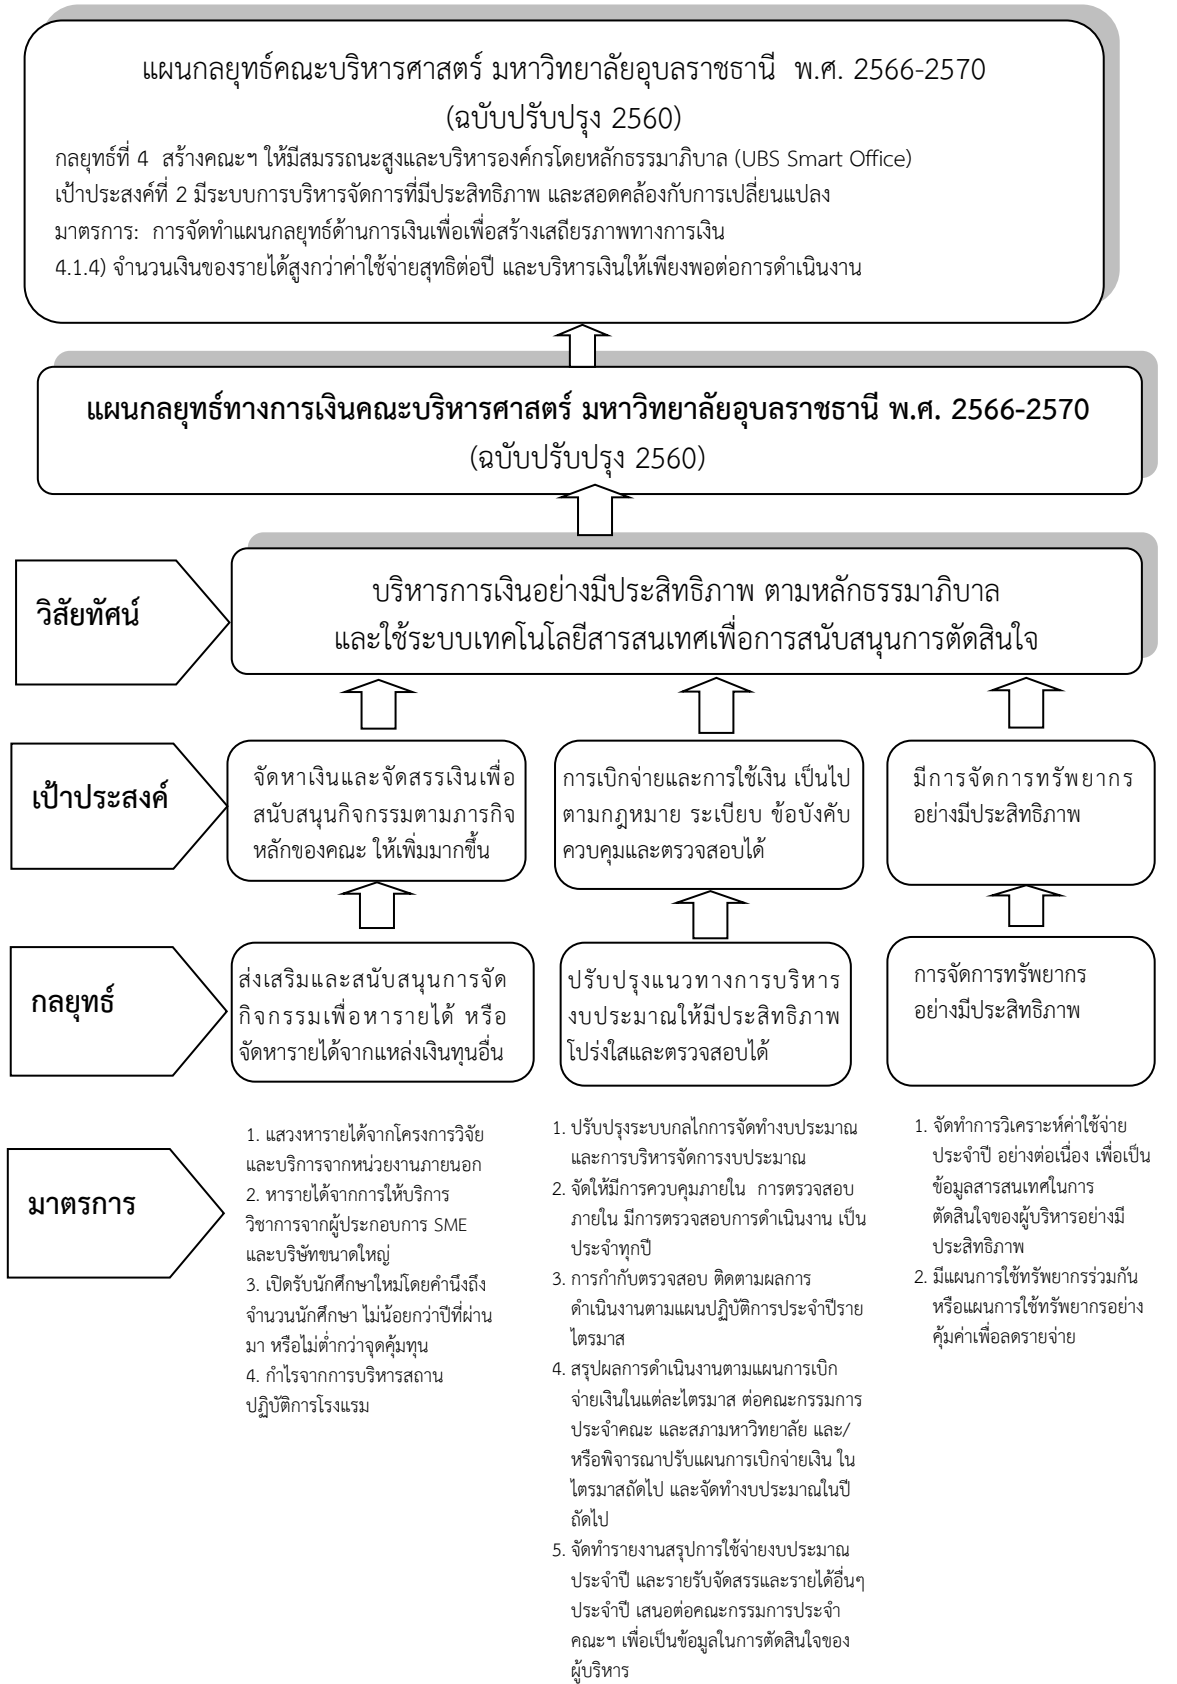 แผนกลยุทธ์คณะบริหารศาสตร์ มหาวิทยาลัยอุบลราชธานี พ.ศ. 2566-2570
(ฉบับปรับปรุง 2560)
กลยุทธ์ที่ 4 สร้างคณะฯ ให้มีสมรรถนะสูงและบริหารองค์กรโดยหลักธรรมาภิบาล (UBS Smart Office)
เป้าประสงค์ที่ 2 มีระบบการบริหารจัดการที่มีประสิทธิภาพ และสอดคล้องกับการเปลี่ยนแปลง
มาตรการ: การจัดทำแผนกลยุทธ์ด้านการเงินเพื่อเพื่อสร้างเสถียรภาพทางการเงิน
4.1.4) จำนวนเงินของรายได้สูงกว่าค่าใช้จ่ายสุทธิต่อปี และบริหารเงินให้เพียงพอต่อการดำเนินงาน
แผนกลยุทธ์ทางการเงินคณะบริหารศาสตร์ มหาวิทยาลัยอุบลราชธานี พ.ศ. 2566-2570
(ฉบับปรับปรุง 2560)
วิสัยทัศน์
บริหารการเงินอย่างมีประสิทธิภาพ ตามหลักธรรมาภิบาล
และใช้ระบบเทคโนโลยีสารสนเทศเพื่อการสนับสนุนการตัดสินใจ
เป้าประสงค์
จัดหาเงินและจัดสรรเงินเพื่อ
สนับสนุนกิจกรรมตามภารกิจ
หลักของคณะ ให้เพิ่มมากขึ้น
การเบิกจ่ายและการใช้เงิน เป็นไป
ตามกฎหมาย ระเบียบ ข้อบังคับ
ควบคุมและตรวจสอบได้
มีการจัดการทรัพยากร
อย่างมีประสิทธิภาพ
กลยุทธ์
ส่งเสริมและสนับสนุนการจัด
กิจกรรมเพื่อหารายได้ หรือ
จัดหารายได้จากแหล่งเงินทุนอื่น
ปรับปรุงแนวทางการบริหาร
งบประมาณให้มีประสิทธิภาพ
โปร่งใสและตรวจสอบได้
การจัดการทรัพยากร
อย่างมีประสิทธิภาพ
มาตรการ
1. แสวงหารายได้จากโครงการวิจัย
และบริการจากหน่วยงานภายนอก
2. หารายได้จากการให้บริการ
วิชาการจากผู้ประกอบการ SME
และบริษัทขนาดใหญ่
3. เปิดรับนักศึกษาใหม่โดยคำนึงถึง
จำนวนนักศึกษา ไม่น้อยกว่าปีที่ผ่าน
มา หรือไม่ต่ำกว่าจุดคุ้มทุน
4. กำไรจากการบริหารสถาน
ปฏิบัติการโรงแรม
1. ปรับปรุงระบบกลไกการจัดทำงบประมาณ
และการบริหารจัดการงบประมาณ
2. จัดให้มีการควบคุมภายใน การตรวจสอบ
ภายใน มีการตรวจสอบการดำเนินงาน เป็น
ประจำทุกปี
3. การกำกับตรวจสอบ ติดตามผลการ
ดำเนินงานตามแผนปฏิบัติการประจำปีราย
ไตรมาส
4. สรุปผลการดำเนินงานตามแผนการเบิก
จ่ายเงินในแต่ละไตรมาส ต่อคณะกรรมการ
ประจำคณะ และสภามหาวิทยาลัย และ/
หรือพิจารณาปรับแผนการเบิกจ่ายเงิน ใน
ไตรมาสถัดไป และจัดทำงบประมาณในปี
ถัดไป
5. จัดทำรายงานสรุปการใช้จ่ายงบประมาณ
ประจำปี และรายรับจัดสรรและรายได้อื่นๆ
ประจำปี เสนอต่อคณะกรรมการประจำ
คณะฯ เพื่อเป็นข้อมูลในการตัดสินใจของ
ผู้บริหาร
1. จัดทำการวิเคราะห์ค่าใช้จ่าย
ประจำปี อย่างต่อเนื่อง เพื่อเป็น
ข้อมูลสารสนเทศในการ
ตัดสินใจของผู้บริหารอย่างมี
ประสิทธิภาพ
2. มีแผนการใช้ทรัพยากรร่วมกัน
หรือแผนการใช้ทรัพยากรอย่าง
คุ้มค่าเพื่อลดรายจ่าย